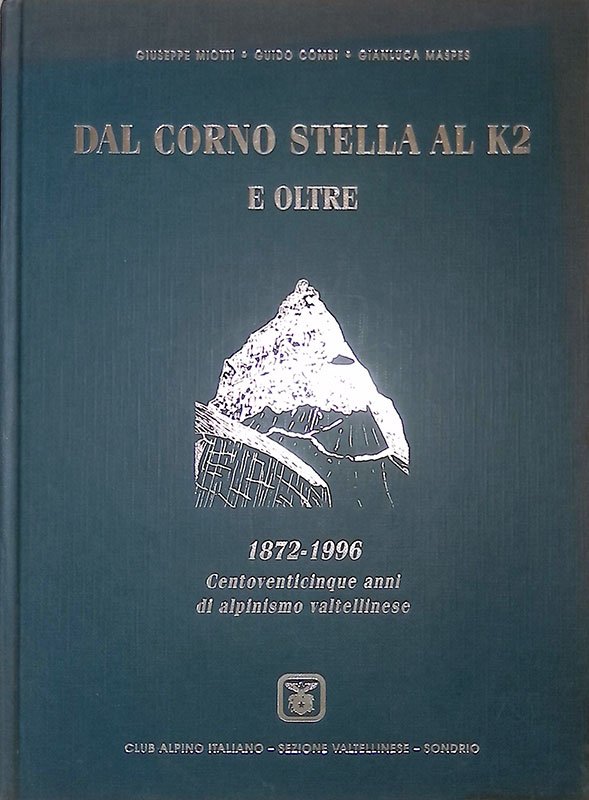 GIUSEPPE MIOTTI • GUIDO COMBI • GIANLUCA MASPES
DAL CORNO STELLA AL K2
E OLTRE
1872-1996
Centoventicinque anni
di alpinismo valtellinese
CLUB ALPINO ITALIANO – SEZIONE VALTELLINESE – SONDRIO